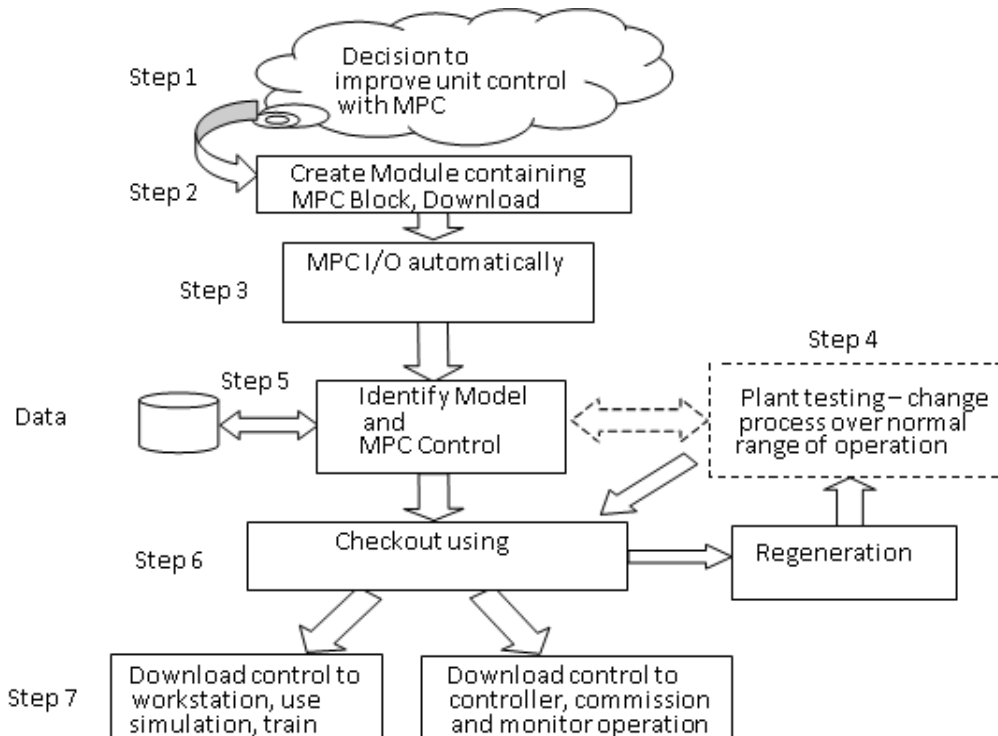 Step 1
Decision to
improve unit control
with MPC
Step 2
Create Module containing
MPC Block, Download
Step 3
MPC I/O automatically
Step 4
Plant testing – change
process over normal
range of operation
Data
Step 5
Identify Model
and
MPC Control
Step 6
Checkout using
Regeneration
Step 7
Download control to
workstation, use
simulation, train
Download control to
controller, commission
and monitor operation